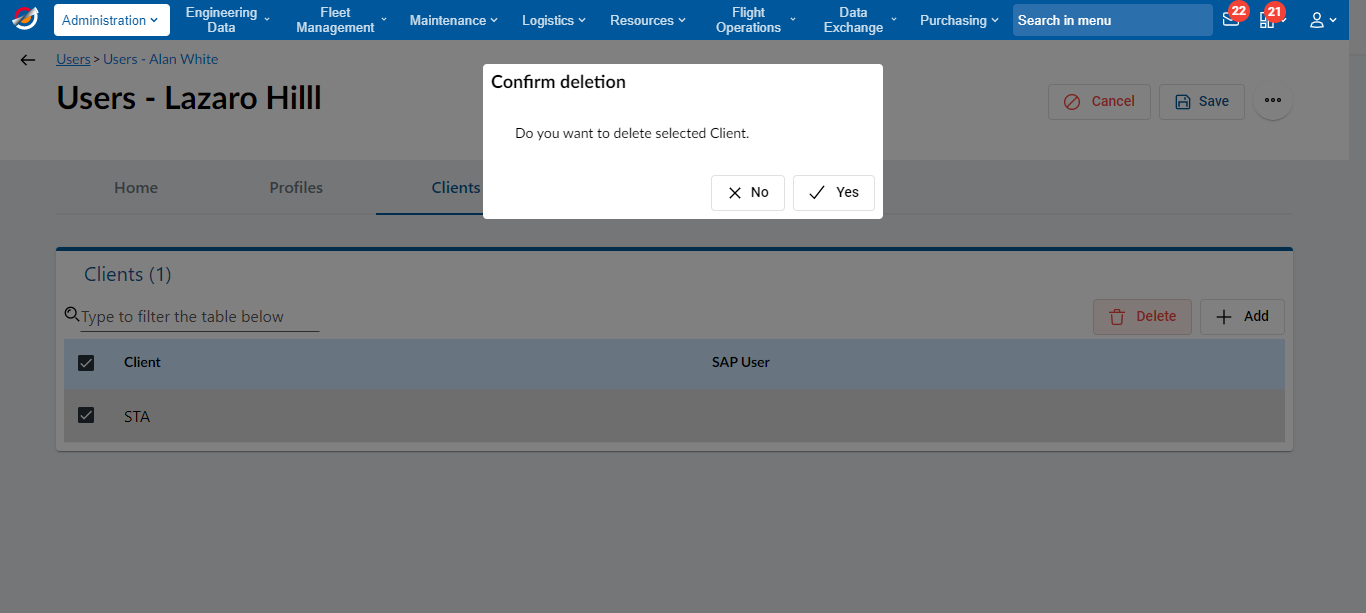 Administration
Engineering
Data
Fleet
Management
Maintenance
Logistics
Resources
Flight
Operations
Data
Exchange
Purchasing
Search in menu
22
21
Users > Users - Alan White
Users - Lazaro Hilll
Cancel
Save
Confirm deletion
Do you want to delete selected Client.
No
Yes
Home
Profiles
Clients
Clients (1)
Type to filter the table below
Delete
Add
Client
SAP User
STA